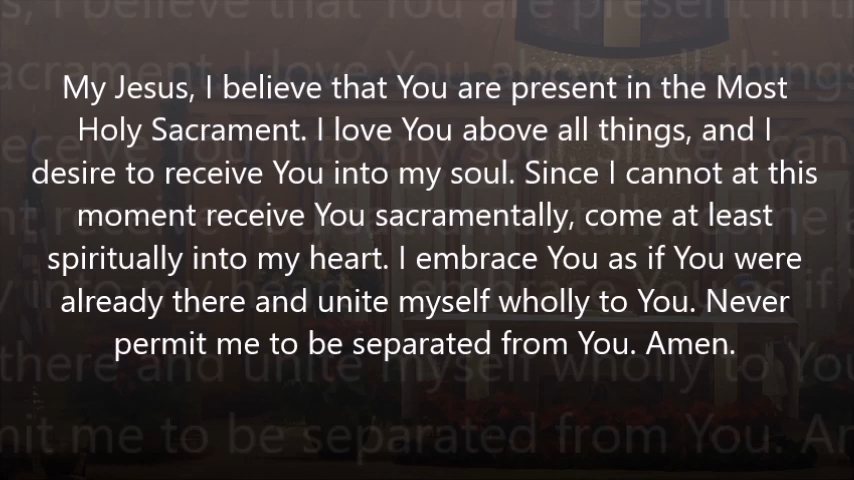 My Jesus, I believe that You are present in the Most
Holy Sacrament. I love You above all things, and I
desire to receive You into my soul. Since I cannot at this
moment receive You sacramentally, come at least
spiritually into my heart. I embrace You as if You were
already there and unite myself wholly to You. Never
permit me to be separated from You. Amen.